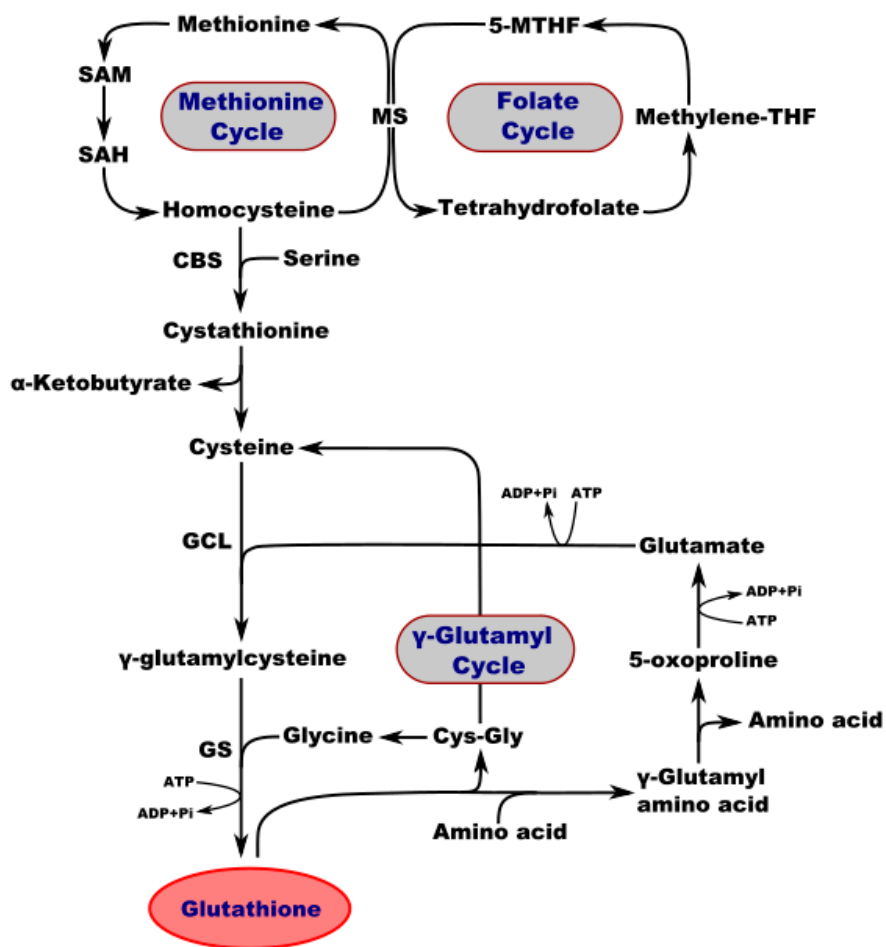 Methionine
5-MTHF
SAM
Methionine
Cycle
MS
Folate
Cycle
Methylene-THF
SAH
Homocysteine
Tetrahydrofolate
CBS
Serine
Cystathionine
α-Ketobutyrate
Cysteine
ADP+Pi
ATP
GCL
Glutamate
ADP+Pi
ATP
γ-Glutamyl
Cycle
γ-glutamylcysteine
5-oxoproline
Amino acid
GS
Glycine
Cys-Gly
ATP
ADP+Pi
γ-Glutamyl
amino acid
Amino acid
Glutathione